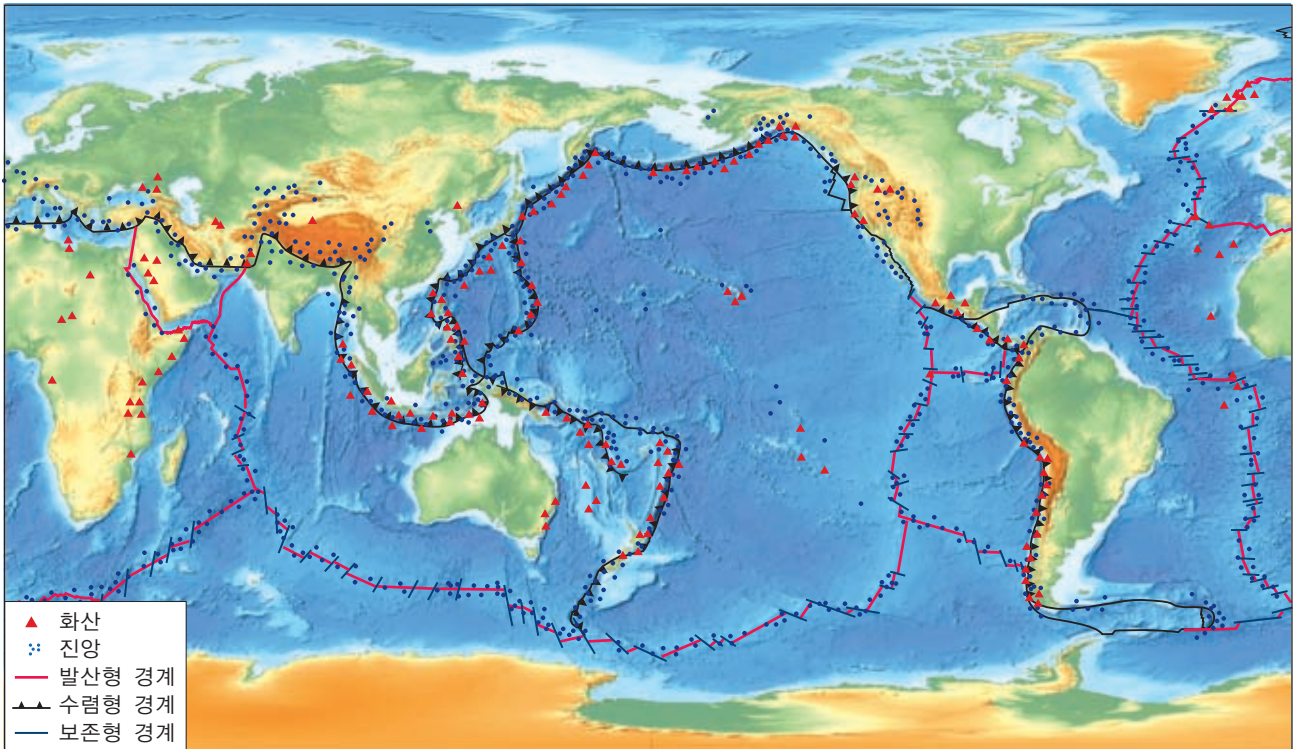 화산
진앙
발산형 경계
수렴형 경계
보존형 경계